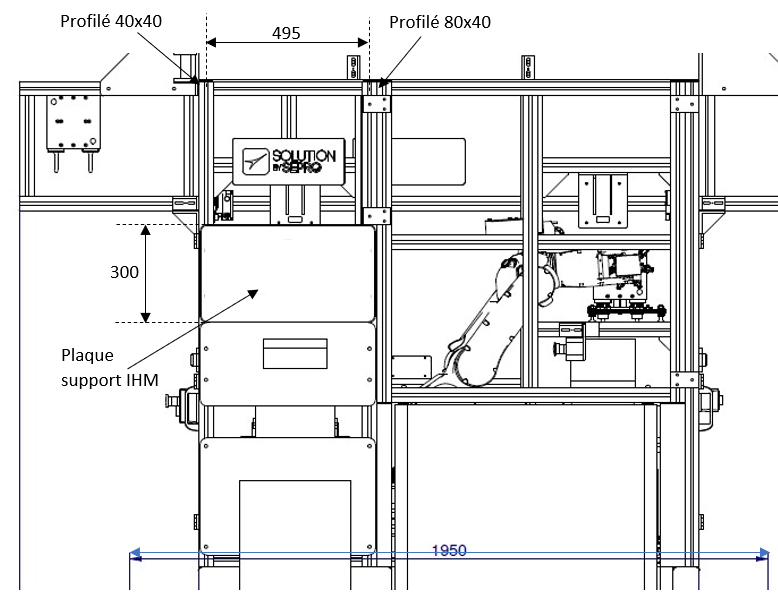 Profilé 40x40
Profilé 80x40
495
SOLUTION
BY SEPRO
300
Plaque
support IHM
1950